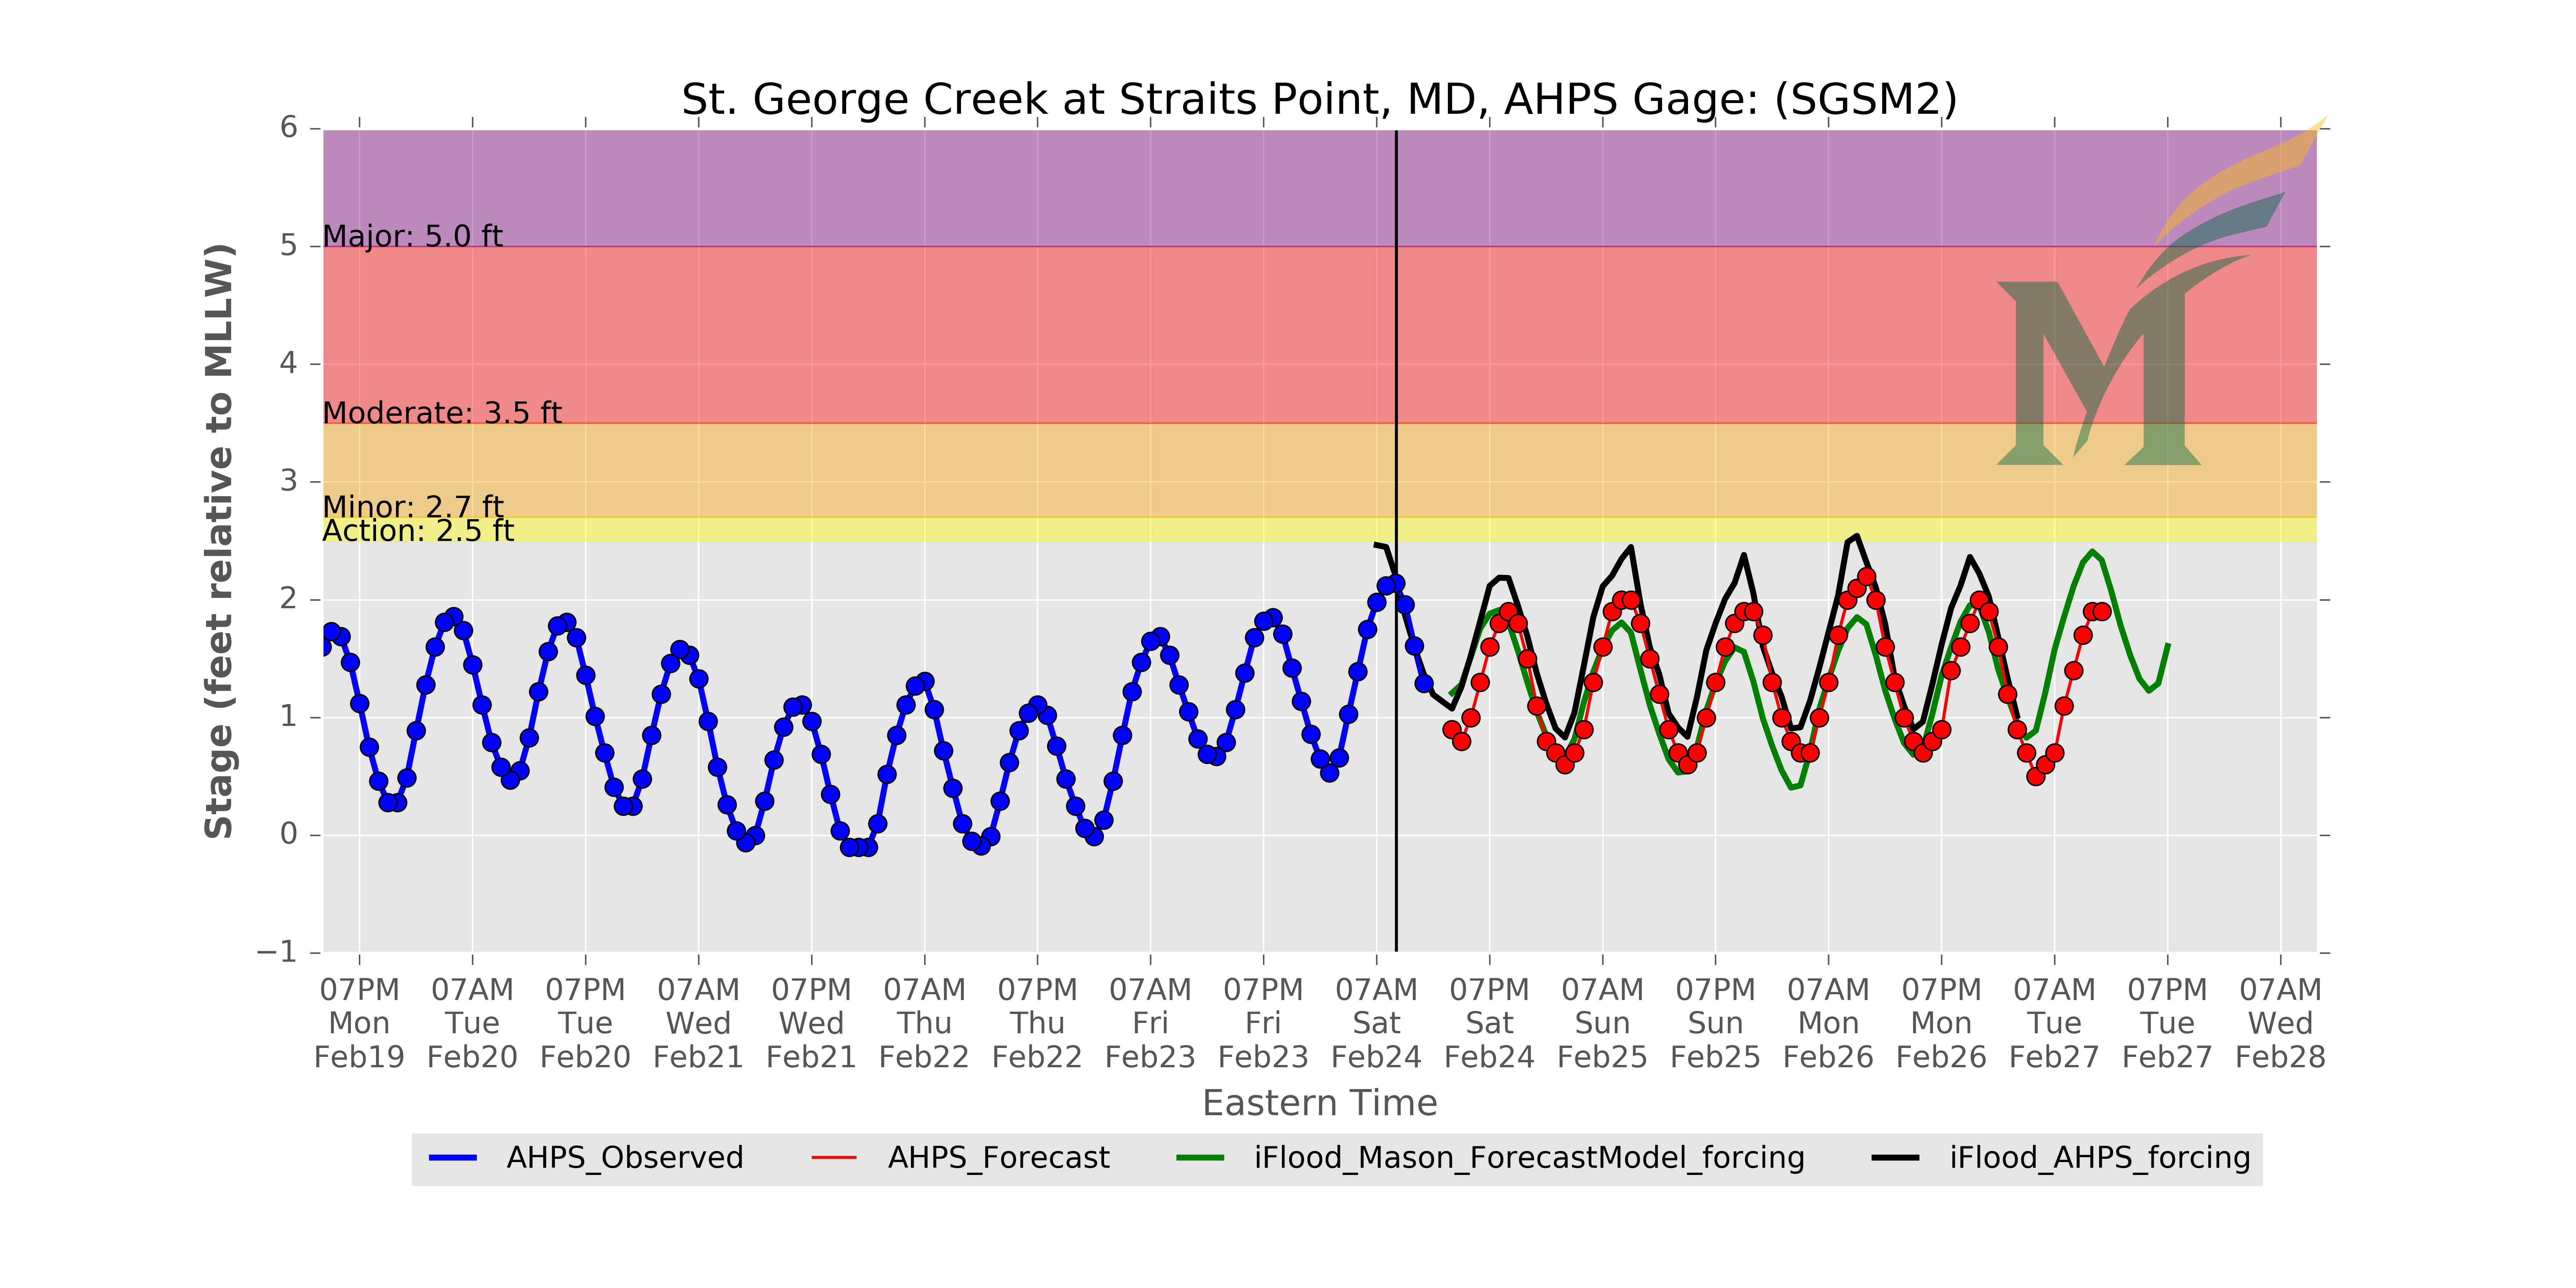 St. George Creek at Straits Point, MD, AHPS Gage: (SGSM2)
Stage (feet relative to MLLW)
6
5
4
3
2
1
0
−1
Major: 5.0 ft
Moderate: 3.5 ft
Minor: 2.7 ft
Action: 2.5 ft
M
07PM 07AM 07PM 07AM 07PM 07AM 07PM 07AM 07PM 07AM 07PM 07AM 07PM 07AM 07PM 07AM 07PM 07AM
Mon Tue Tue Wed Wed Thu Thu Fri Fri Sat Sat Sun Sun Mon Mon Tue Tue Wed
Feb19 Feb20 Feb20 Feb21 Feb21 Feb22 Feb22 Feb23 Feb23 Feb24 Feb24 Feb25 Feb25 Feb26 Feb26 Feb27 Feb27 Feb28
Eastern Time
AHPS_Observed AHPS_Forecast iFlood_Mason_ForecastModel_forcing iFlood_AHPS_forcing